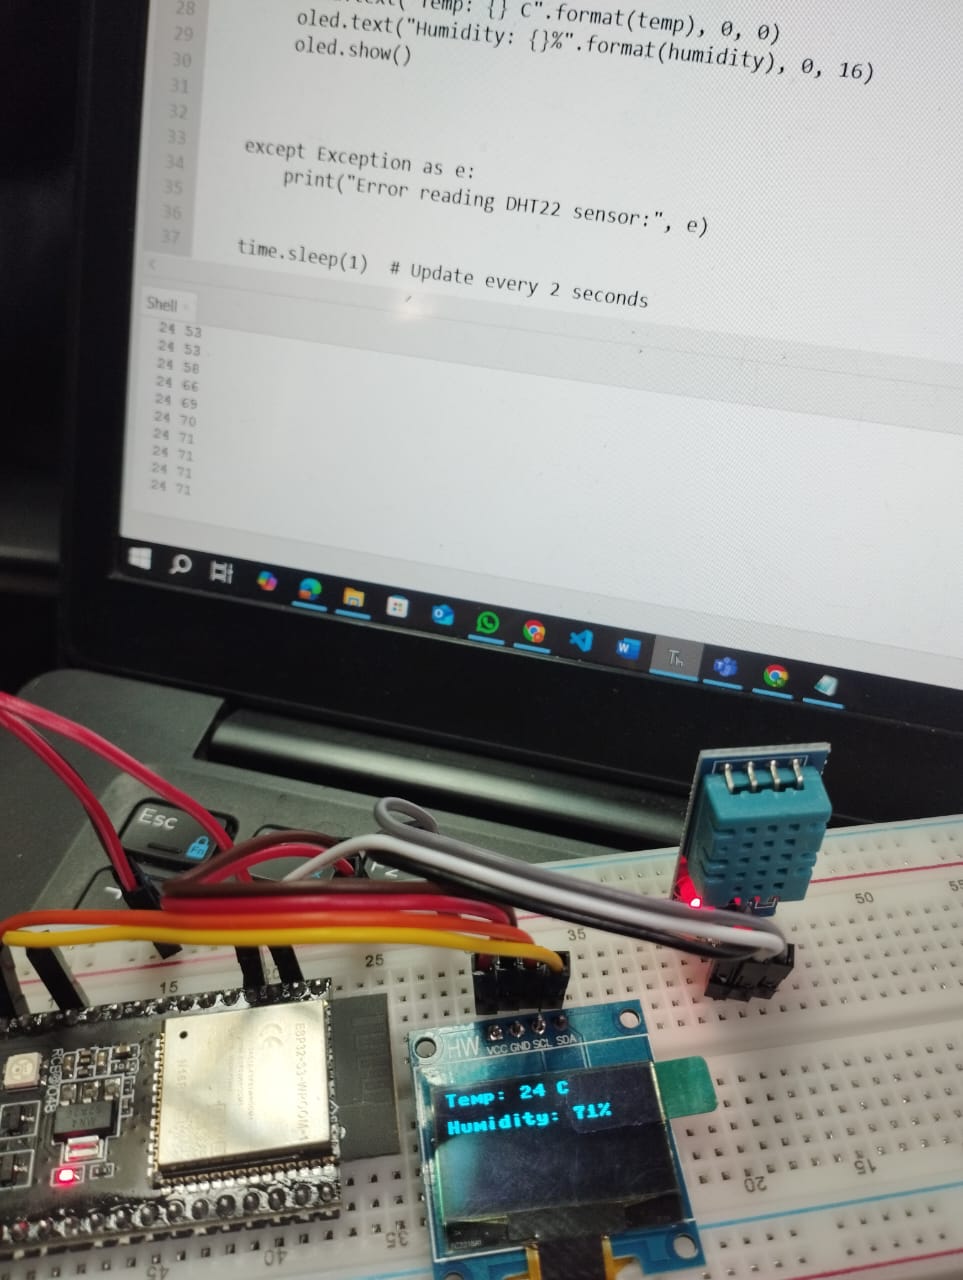 28
Temp: {} C".format(temp), 0, 0)
29 oled.text("Humidity: {}%".format(humidity), 0, 16)
30 oled.show()
31
32
33
34 except Exception as e:
35 print("Error reading DHT22 sensor:", e)
36
37 time.sleep(1) # Update every 2 seconds
Shell
24 53
24 53
24 58
24 66
24 69
24 70
24 71
24 71
24 71
24 71
Esc
Fn
50
55
35
25
15
HW
VCC GND SCL SDA
ESP32-S3-WROOM-1
RGB@IO48
Temp: 24 C
Humidity: 71%
20
15
35
40
45